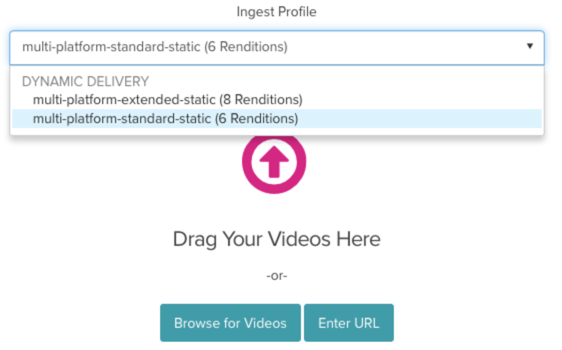 Ingest Profile
multi-platform-standard-static (6 Renditions)
DYNAMIC DELIVERY
multi-platform-extended-static (8 Renditions)
multi-platform-standard-static (6 Renditions)
Drag Your Videos Here
-or-
Browse for Videos Enter URL